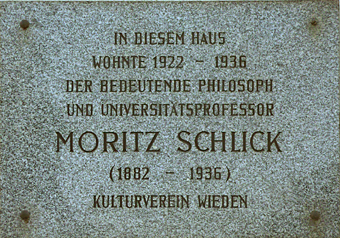 IN DIESEM HAUS
WOHNTE 1922 - 1936
DER BEDEUTENDE PHILOSOPH
UND UNIVERSITÄTSPROFESSOR
MORITZ SCHLICK
(1882 - 1936)
KULTURVEREIN WIEDEN